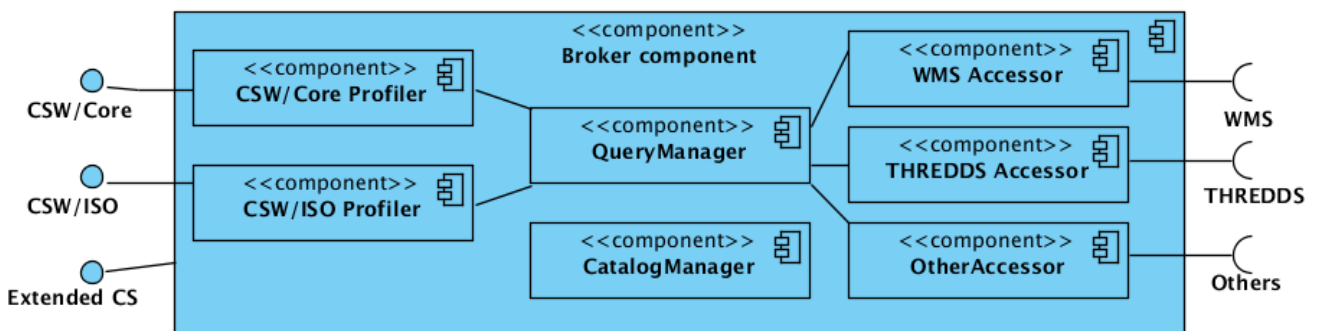 <<component>>
Broker component
<<component>>
CSW/Core Profiler
<<component>>
CSW/ISO Profiler
<<component>>
QueryManager
<<component>>
CatalogManager
<<component>>
WMS Accessor
<<component>>
THREDDS Accessor
<<component>>
OtherAccessor
CSW/Core
CSW/ISO
Extended CS
WMS
THREDDS
Others